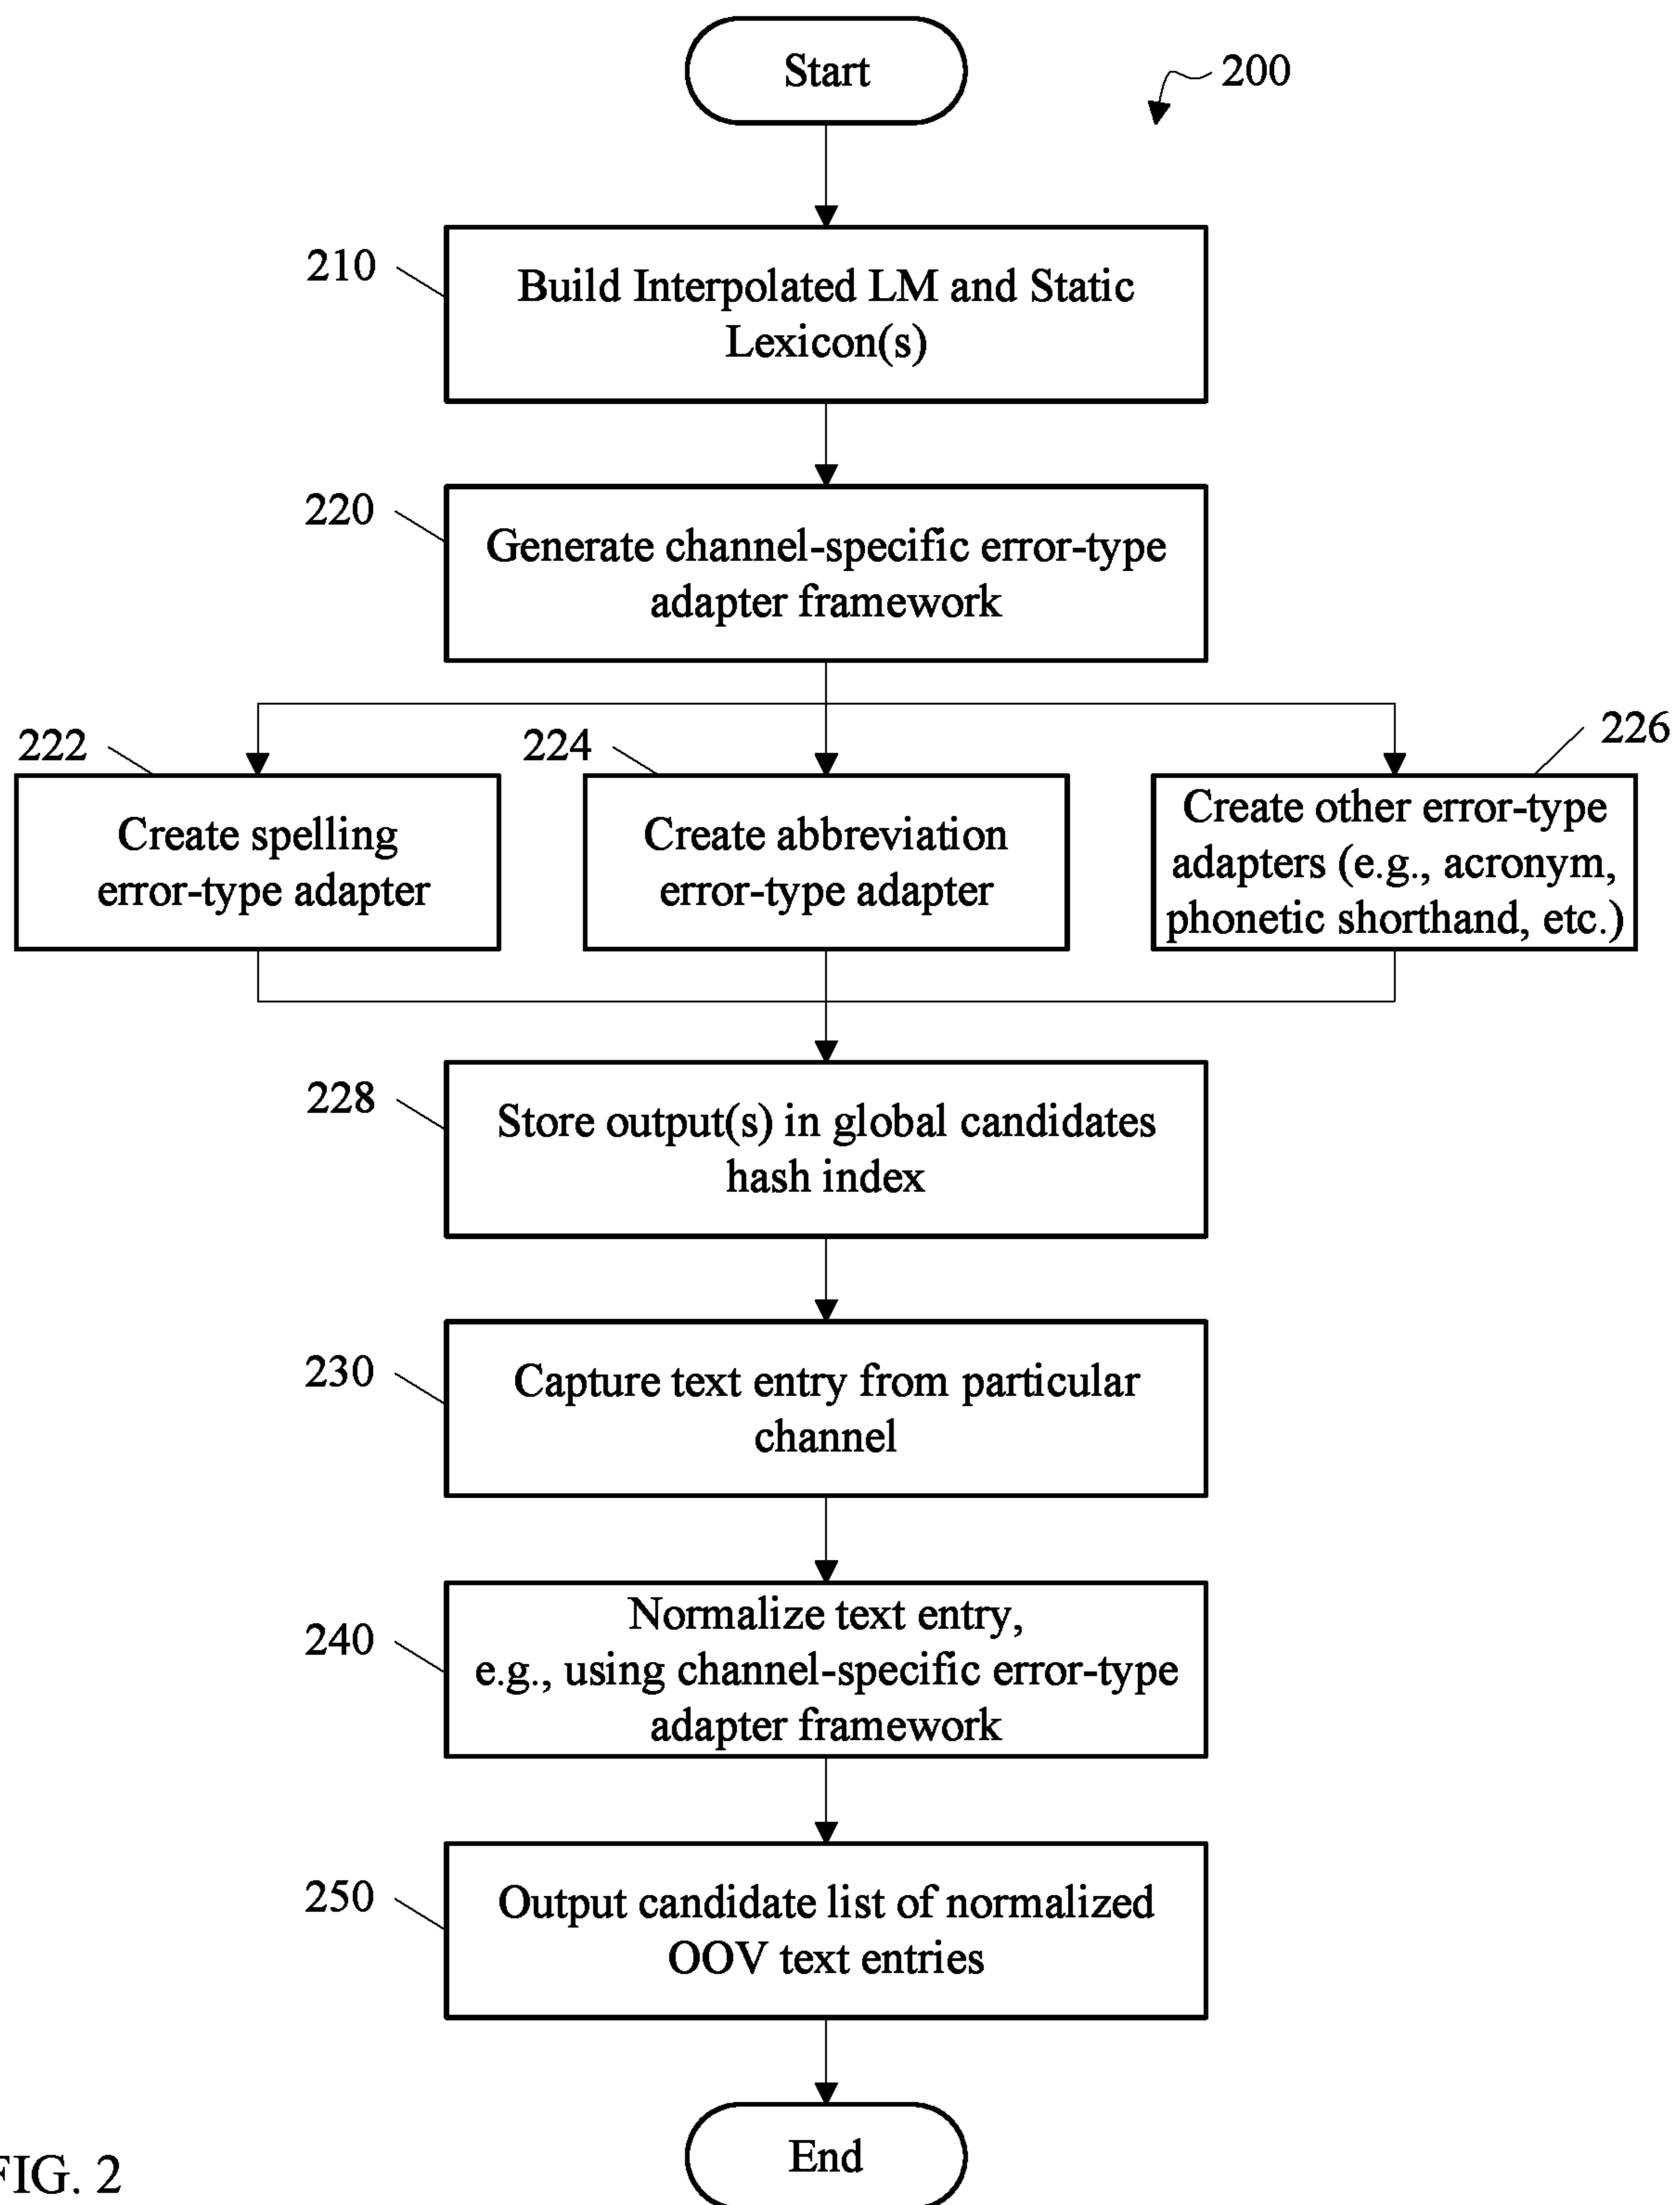 Start
200
210
Build Interpolated LM and Static
Lexicon(s)
220
Generate channel-specific error-type
adapter framework
222
Create spelling
error-type adapter
224
Create abbreviation
error-type adapter
226
Create other error-type
adapters (e.g., acronym,
phonetic shorthand, etc.)
228
Store output(s) in global candidates
hash index
230
Capture text entry from particular
channel
240
Normalize text entry,
e.g., using channel-specific error-type
adapter framework
250
Output candidate list of normalized
OOV text entries
End
FIG. 2